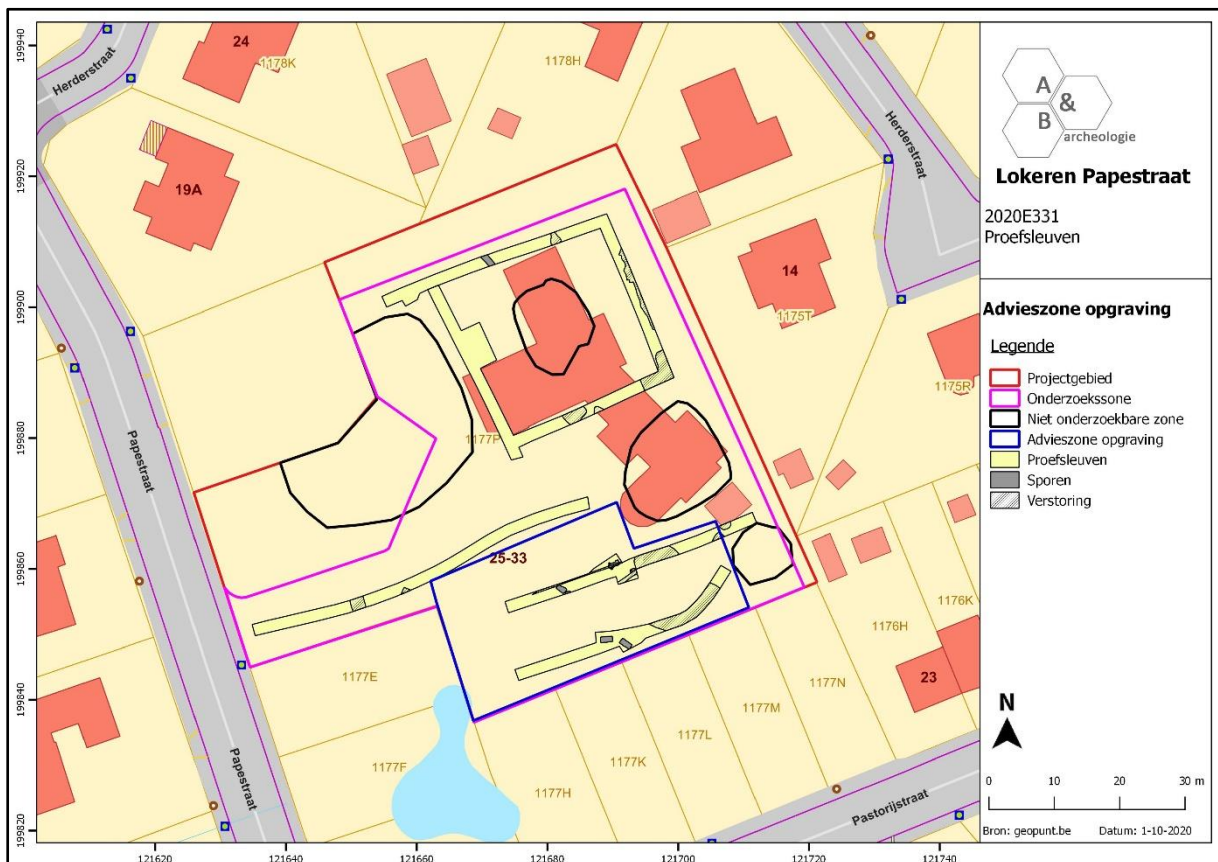 199940
199920
199900
199880
199860
199840
199820
121620
121640
121660
121680
121700
121720
121740
Herderstraat
24
1178K
1178H
Herderstraat
19A
14
1175T
1175R
1177P
Papestraat
25-33
1177E
1177F
1177H
1177K
1177L
1177M
1177N
1176H
1176K
23
Papestraat
Pastorijstraat
A
&
B
archeologie
Lokeren Papestraat
2020E331
Proefsleuven
Advieszone opgraving
Legende
Projectgebied
Onderzoekssone
Niet onderzoekbare zone
Advieszone opgraving
Proefsleuven
Sporen
Verstoring
N
0 10 20 30 m
Bron: geopunt.be Datum: 1-10-2020